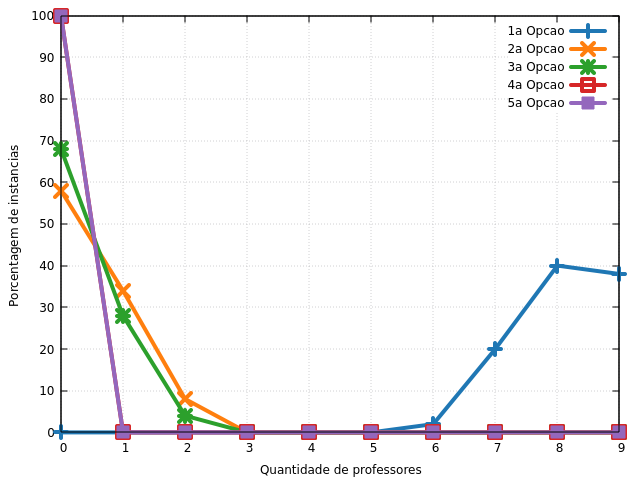 100
90
80
70
60
50
40
30
20
10
0
0 1 2 3 4 5 6 7 8 9
Porcentagem de instancias
Quantidade de professores
1a Opcao
2a Opcao
3a Opcao
4a Opcao
5a Opcao